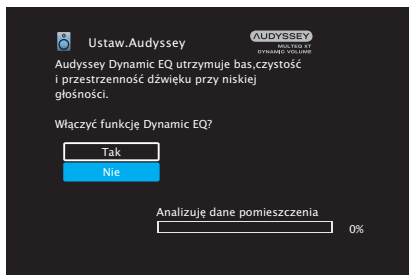 Ustaw.Audyssey
AUDYSSEY
MULTEQ XT
DYNAMIC VOLUME
Audyssey Dynamic EQ utrzymuje bas,czystość
i przestrzenność dźwięku przy niskiej
głośności.
Włączyć funkcję Dynamic EQ?
Tak
Nie
Analizuję dane pomieszczenia
0%